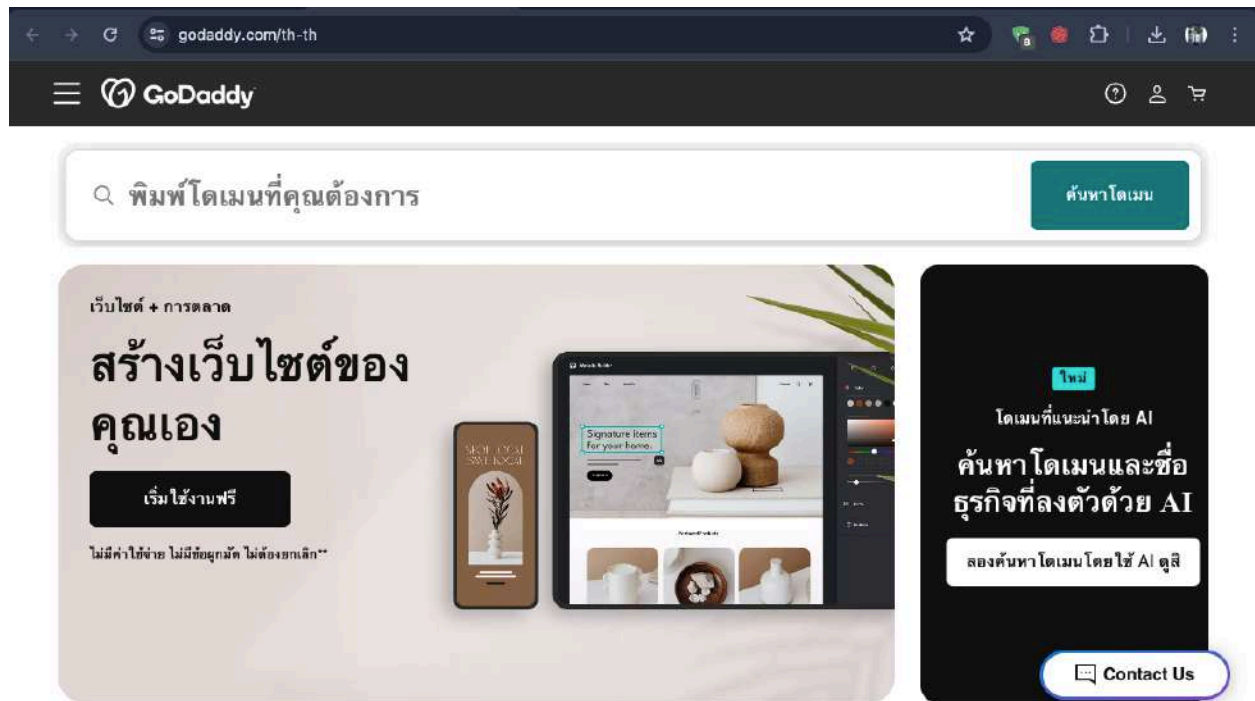 godaddy.com/th-th
GoDaddy
พิมพ์โดเมนที่คุณต้องการ
ค้นหาโดเมน
เว็บไซต์ + การตลาด
สร้างเว็บไซต์ของ
คุณเอง
เริ่มใช้งานฟรี
ไม่มีค่าใช้จ่าย ไม่มีข้อผูกมัด ไม่ต้องยกเลิก**
Signature items
for your home.
ใหม่
โดเมนที่แนะนำโดย AI
ค้นหาโดเมนและชื่อ
ธุรกิจที่ลงตัวด้วย AI
ลองค้นหาโดเมนโดยใช้ AI ดูสิ
Contact Us